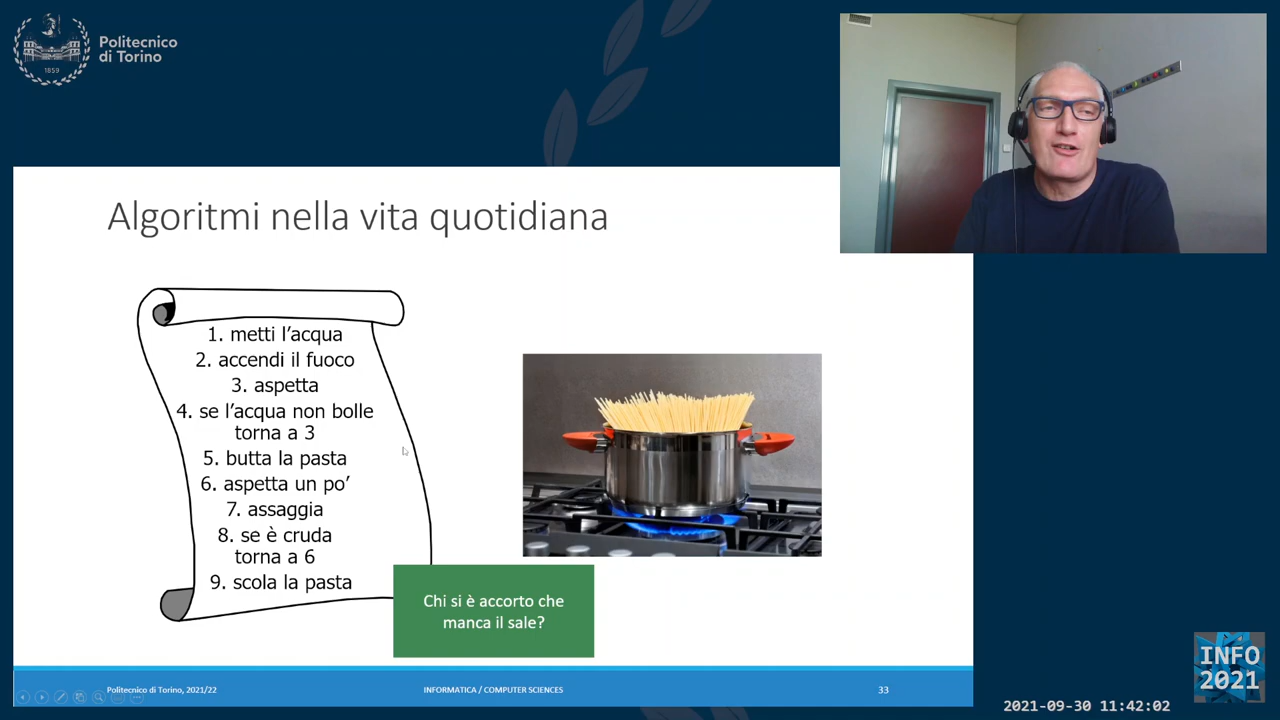 Politecnico
di Torino
1859
Algoritmi nella vita quotidiana
1. metti l’acqua
2. accendi il fuoco
3. aspetta
4. se l’acqua non bolle
torna a 3
5. butta la pasta
6. aspetta un po’
7. assaggia
8. se è cruda
torna a 6
9. scola la pasta
Chi si è accorto che
manca il sale?
Politecnico di Torino, 2021/22
INFORMATICA / COMPUTER SCIENCES
33
INFO
2021
2021-09-30 11:42:02